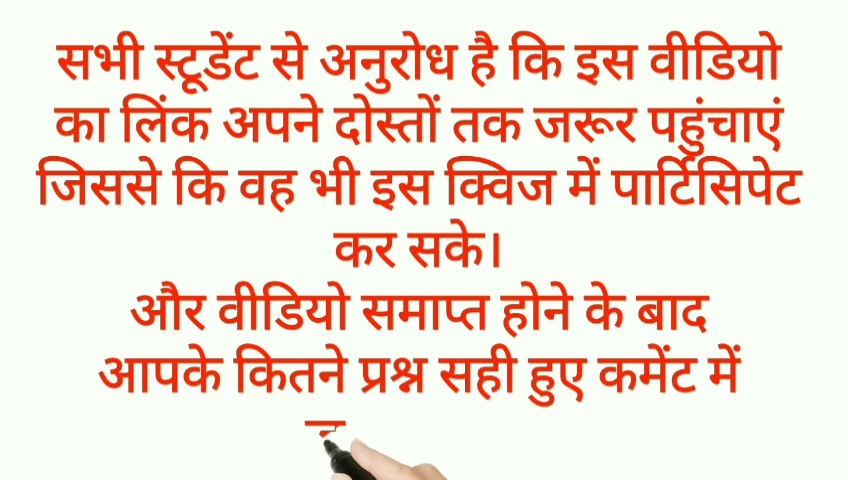 सभी स्टूडेंट से अनुरोध है कि इस वीडियो
का लिंक अपने दोस्तों तक जरूर पहुंचाएं
जिससे कि वह भी इस क्विज में पार्टिसिपेट
कर सके।
और वीडियो समाप्त होने के बाद
आपके कितने प्रश्न सही हुए कमेंट में